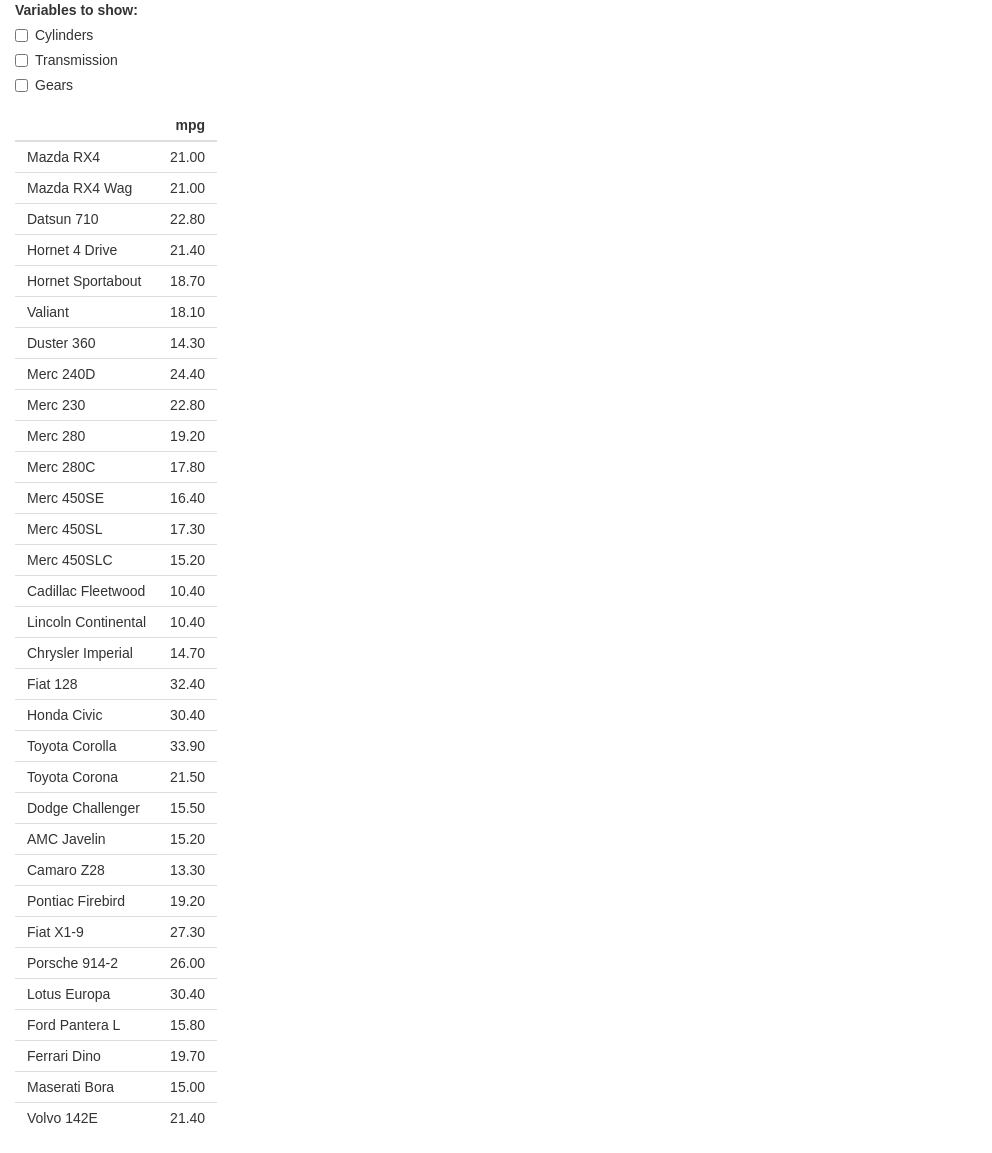 Variables to show:
Cylinders
Transmission
Gears
mpg
Mazda RX4 21.00
Mazda RX4 Wag 21.00
Datsun 710 22.80
Hornet 4 Drive 21.40
Hornet Sportabout 18.70
Valiant 18.10
Duster 360 14.30
Merc 240D 24.40
Merc 230 22.80
Merc 280 19.20
Merc 280C 17.80
Merc 450SE 16.40
Merc 450SL 17.30
Merc 450SLC 15.20
Cadillac Fleetwood 10.40
Lincoln Continental 10.40
Chrysler Imperial 14.70
Fiat 128 32.40
Honda Civic 30.40
Toyota Corolla 33.90
Toyota Corona 21.50
Dodge Challenger 15.50
AMC Javelin 15.20
Camaro Z28 13.30
Pontiac Firebird 19.20
Fiat X1-9 27.30
Porsche 914-2 26.00
Lotus Europa 30.40
Ford Pantera L 15.80
Ferrari Dino 19.70
Maserati Bora 15.00
Volvo 142E 21.40